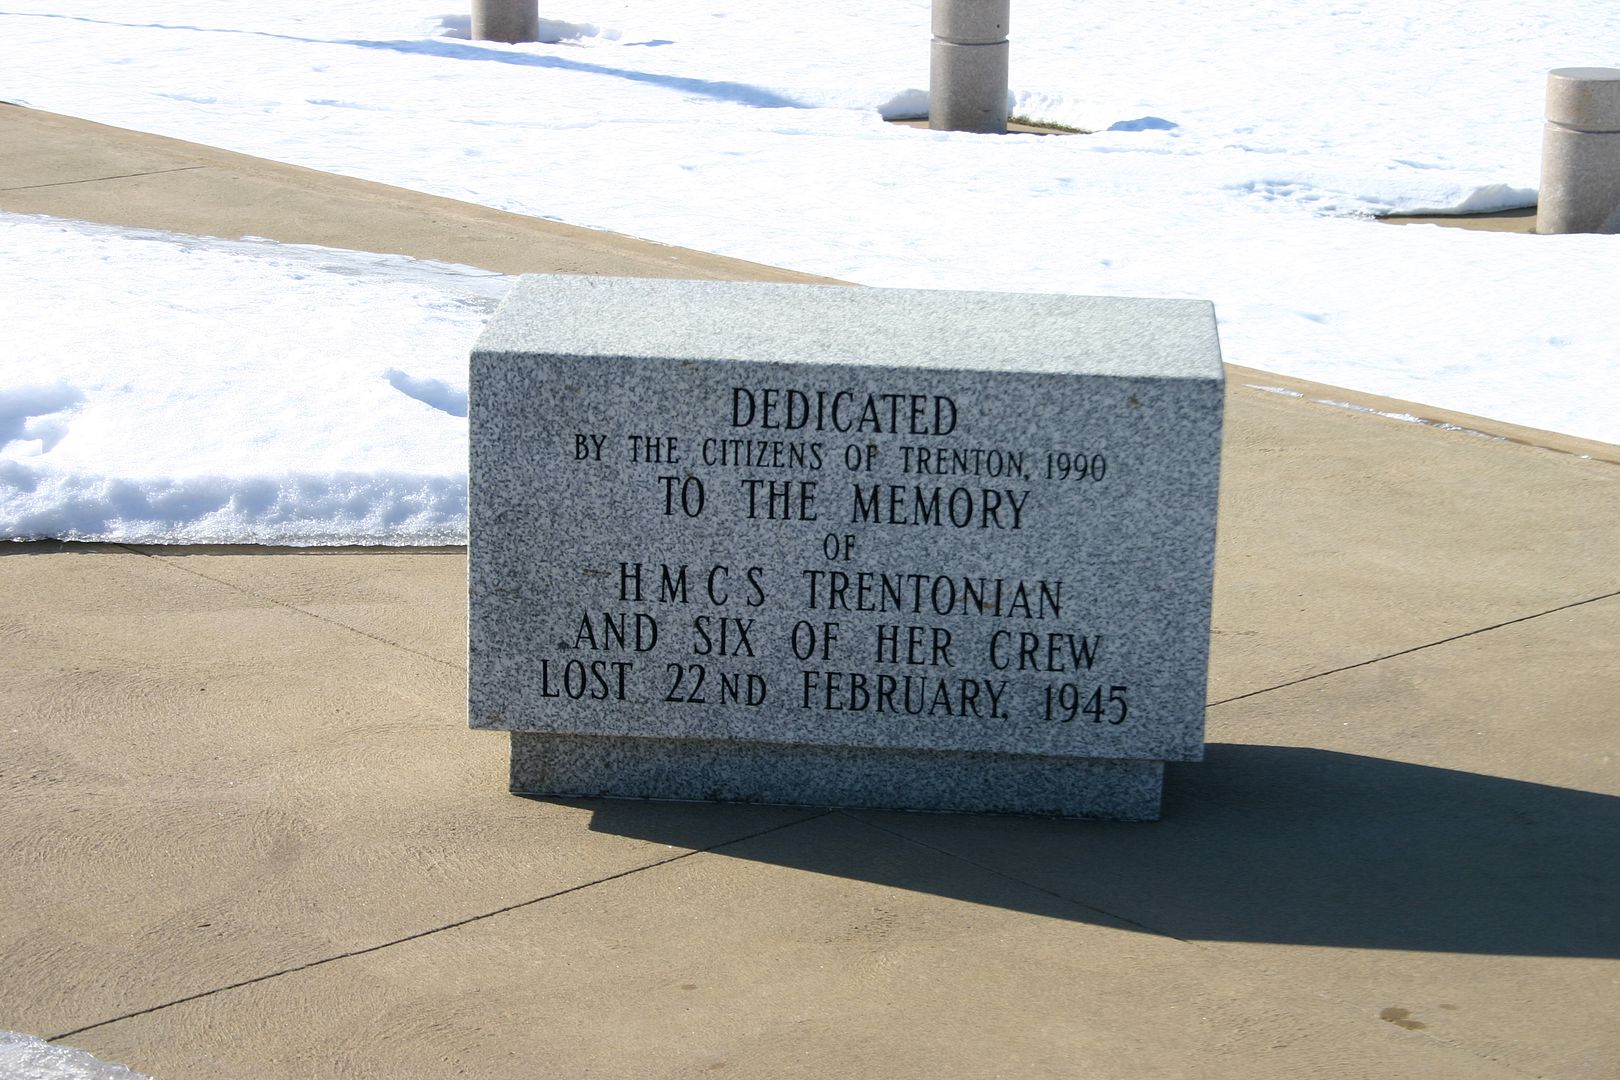 DEDICATED
BY THE CITIZENS OF TRENTON, 1990
TO THE MEMORY
OF
HMCS TRENTONIAN
AND SIX OF HER CREW
LOST 22ND FEBRUARY, 1945